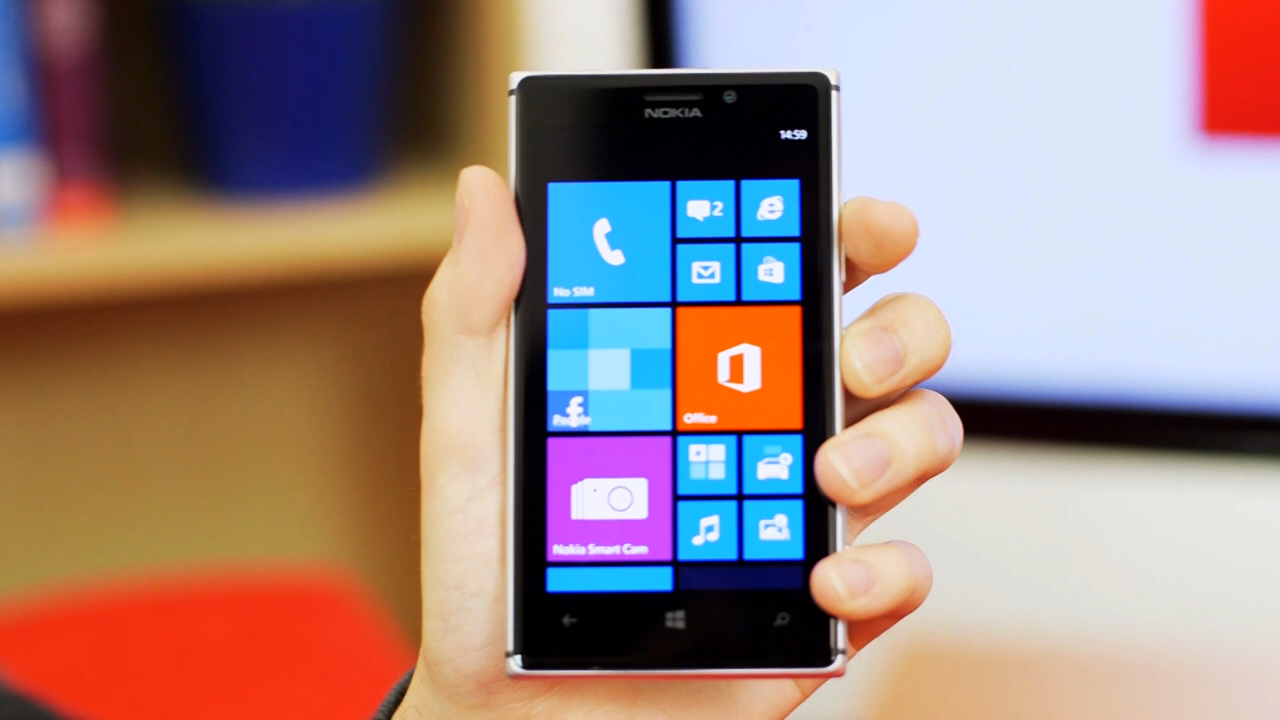 NOKIA
14:59
2
No SIM
People
Office
Nokia Smart Cam